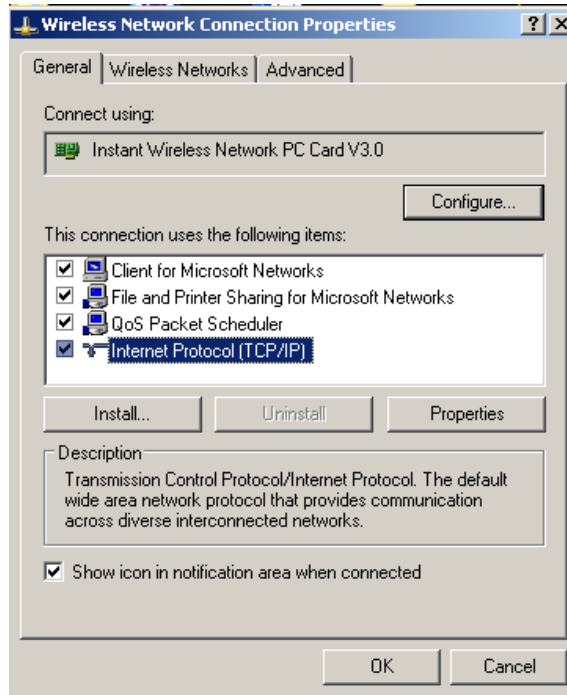 Wireless Network Connection Properties
General Wireless Networks Advanced
Connect using:
Instant Wireless Network PC Card V3.0
Configure...
This connection uses the following items:
Client for Microsoft Networks
File and Printer Sharing for Microsoft Networks
QoS Packet Scheduler
Internet Protocol (TCP/IP)
Install... Uninstall Properties
Description
Transmission Control Protocol/Internet Protocol. The default
wide area network protocol that provides communication
across diverse interconnected networks.
Show icon in notification area when connected
OK Cancel